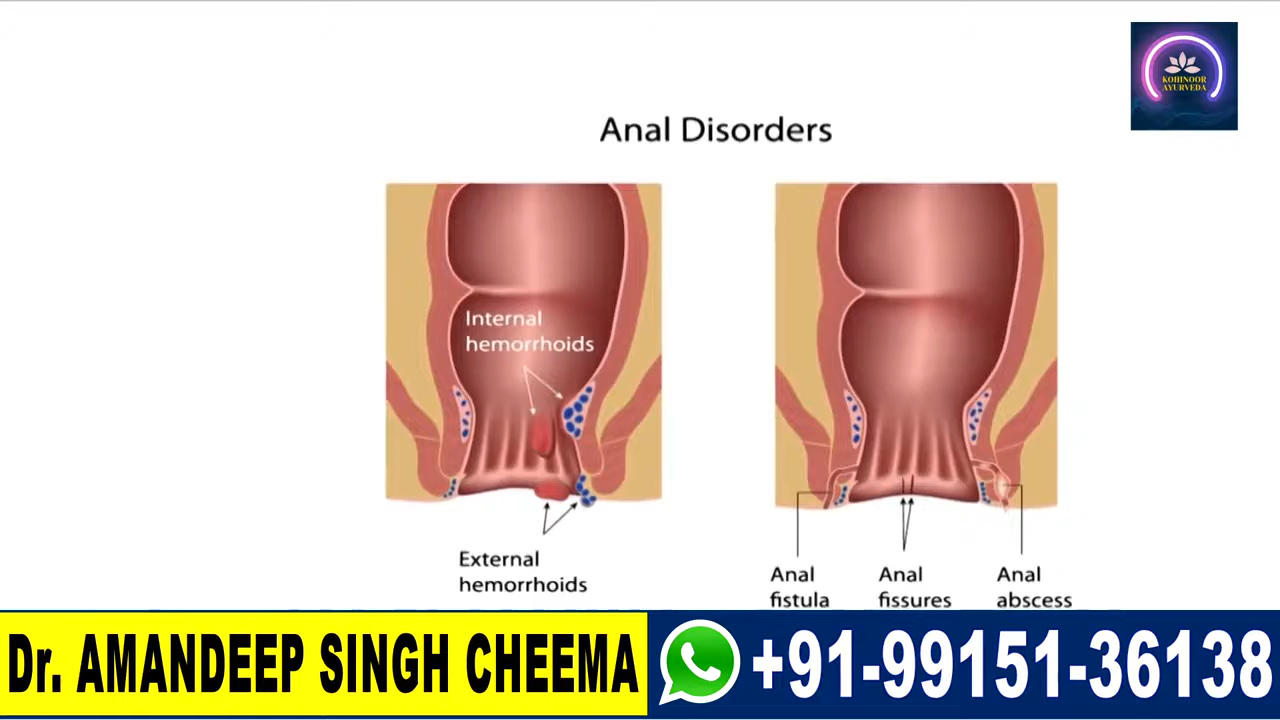 KOHINOOR
AYURVEDA
Anal Disorders
Internal
hemorrhoids
External
hemorrhoids
Anal
fistula
Anal
fissures
Anal
abscess
Dr. AMANDEEP SINGH CHEEMA
+91-99151-36138